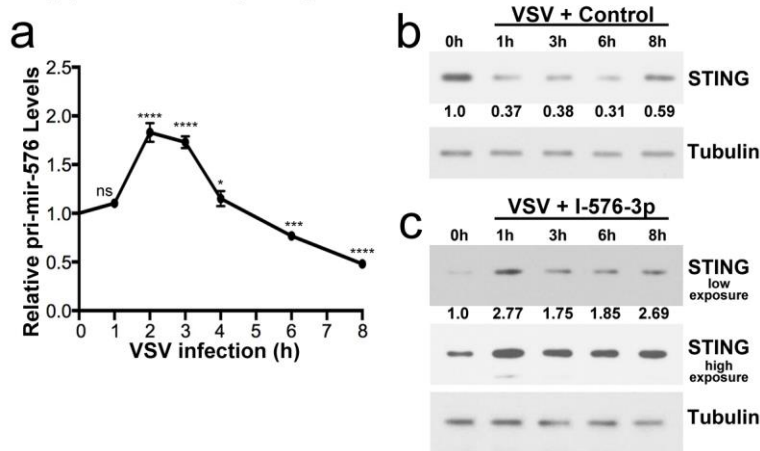 a
Relative pri-mir-576 Levels
2.5
2.0
1.5
1.0
0.5
0.0
ns
****
****
*
***
****
0 1 2 3 4 5 6 7 8
VSV infection (h)
b
VSV + Control
0h 1h 3h 6h 8h
STING
1.0 0.37 0.38 0.31 0.59
Tubulin
c
VSV + I-576-3p
0h 1h 3h 6h 8h
STING
low
exposure
1.0 2.77 1.75 1.85 2.69
STING
high
exposure
Tubulin